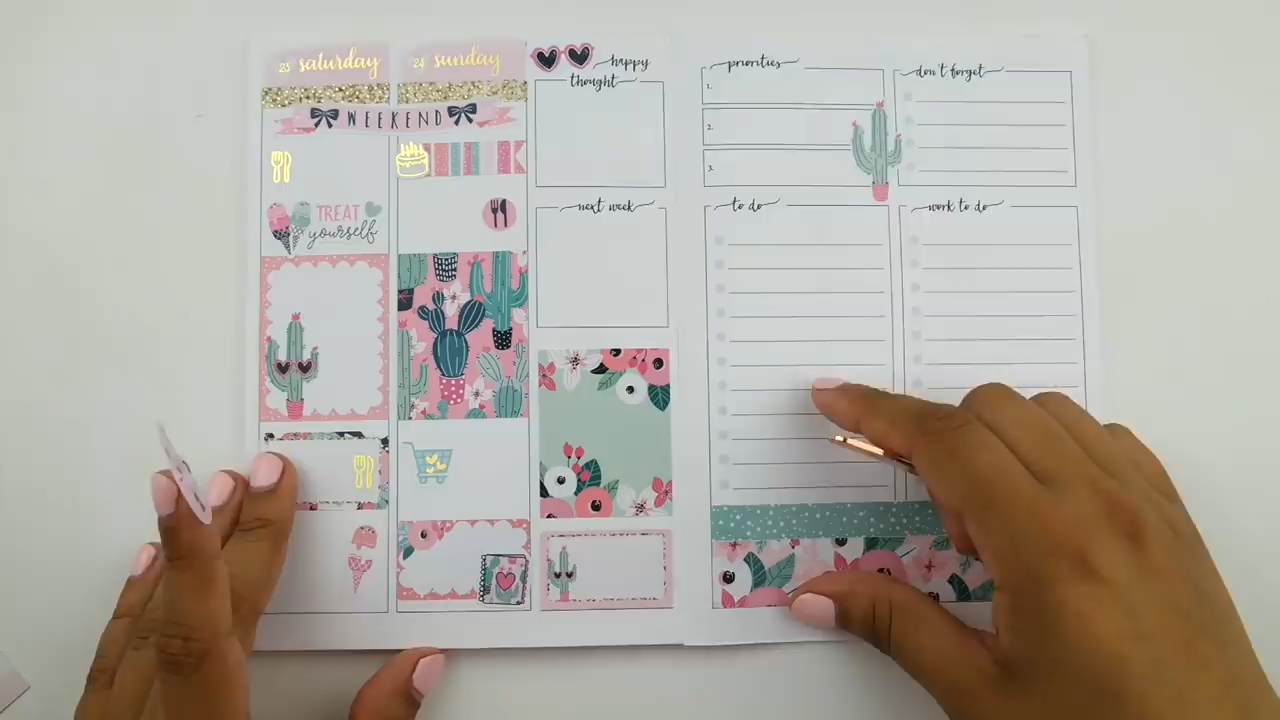 23 saturday
24 sunday
WEEKEND
TREAT
yourself
happy
thought
next week
priorities
1.
2.
3.
don't forget
to do
work to do